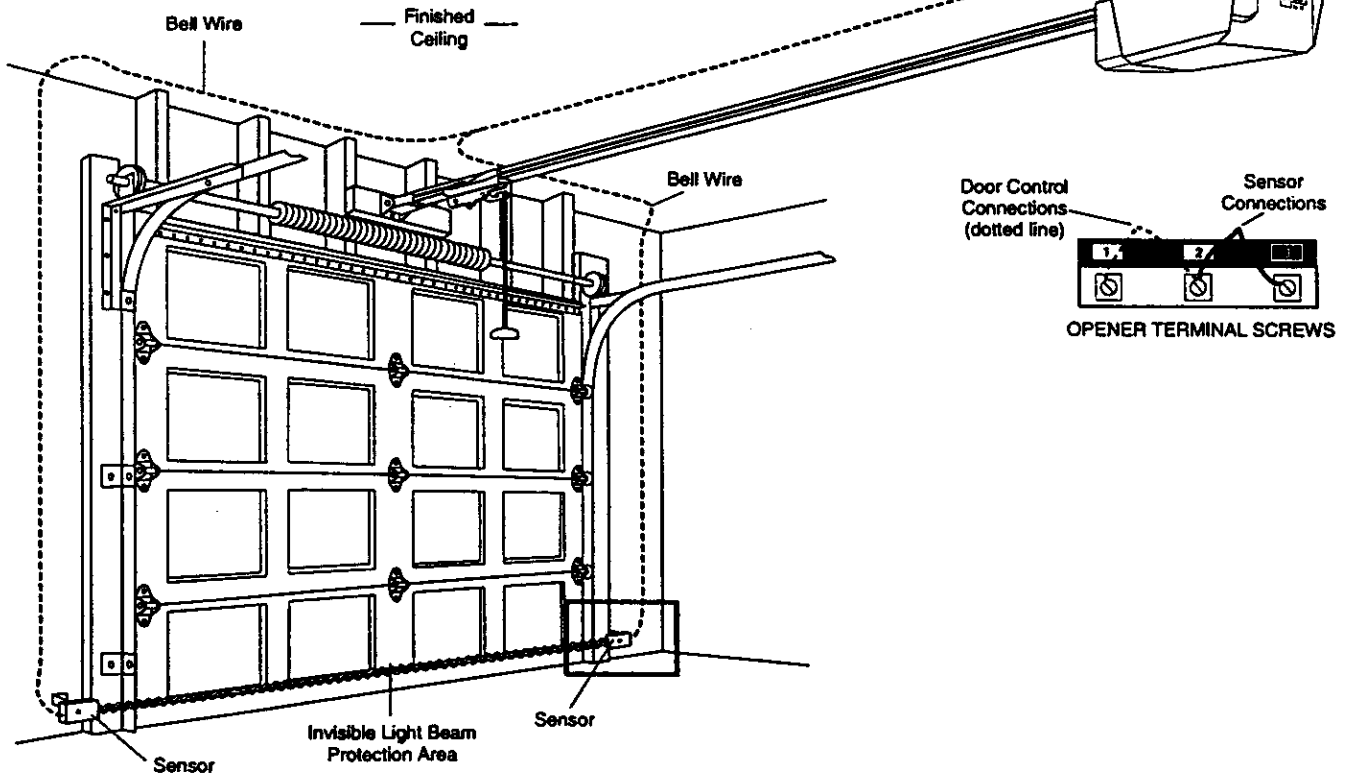 Bell Wire
Finished
Ceiling
Bell Wire
Door Control
Connections
(dotted line)
Sensor
Connections
1 2 3
OPENER TERMINAL SCREWS
Sensor
Invisible Light Beam
Protection Area
Sensor